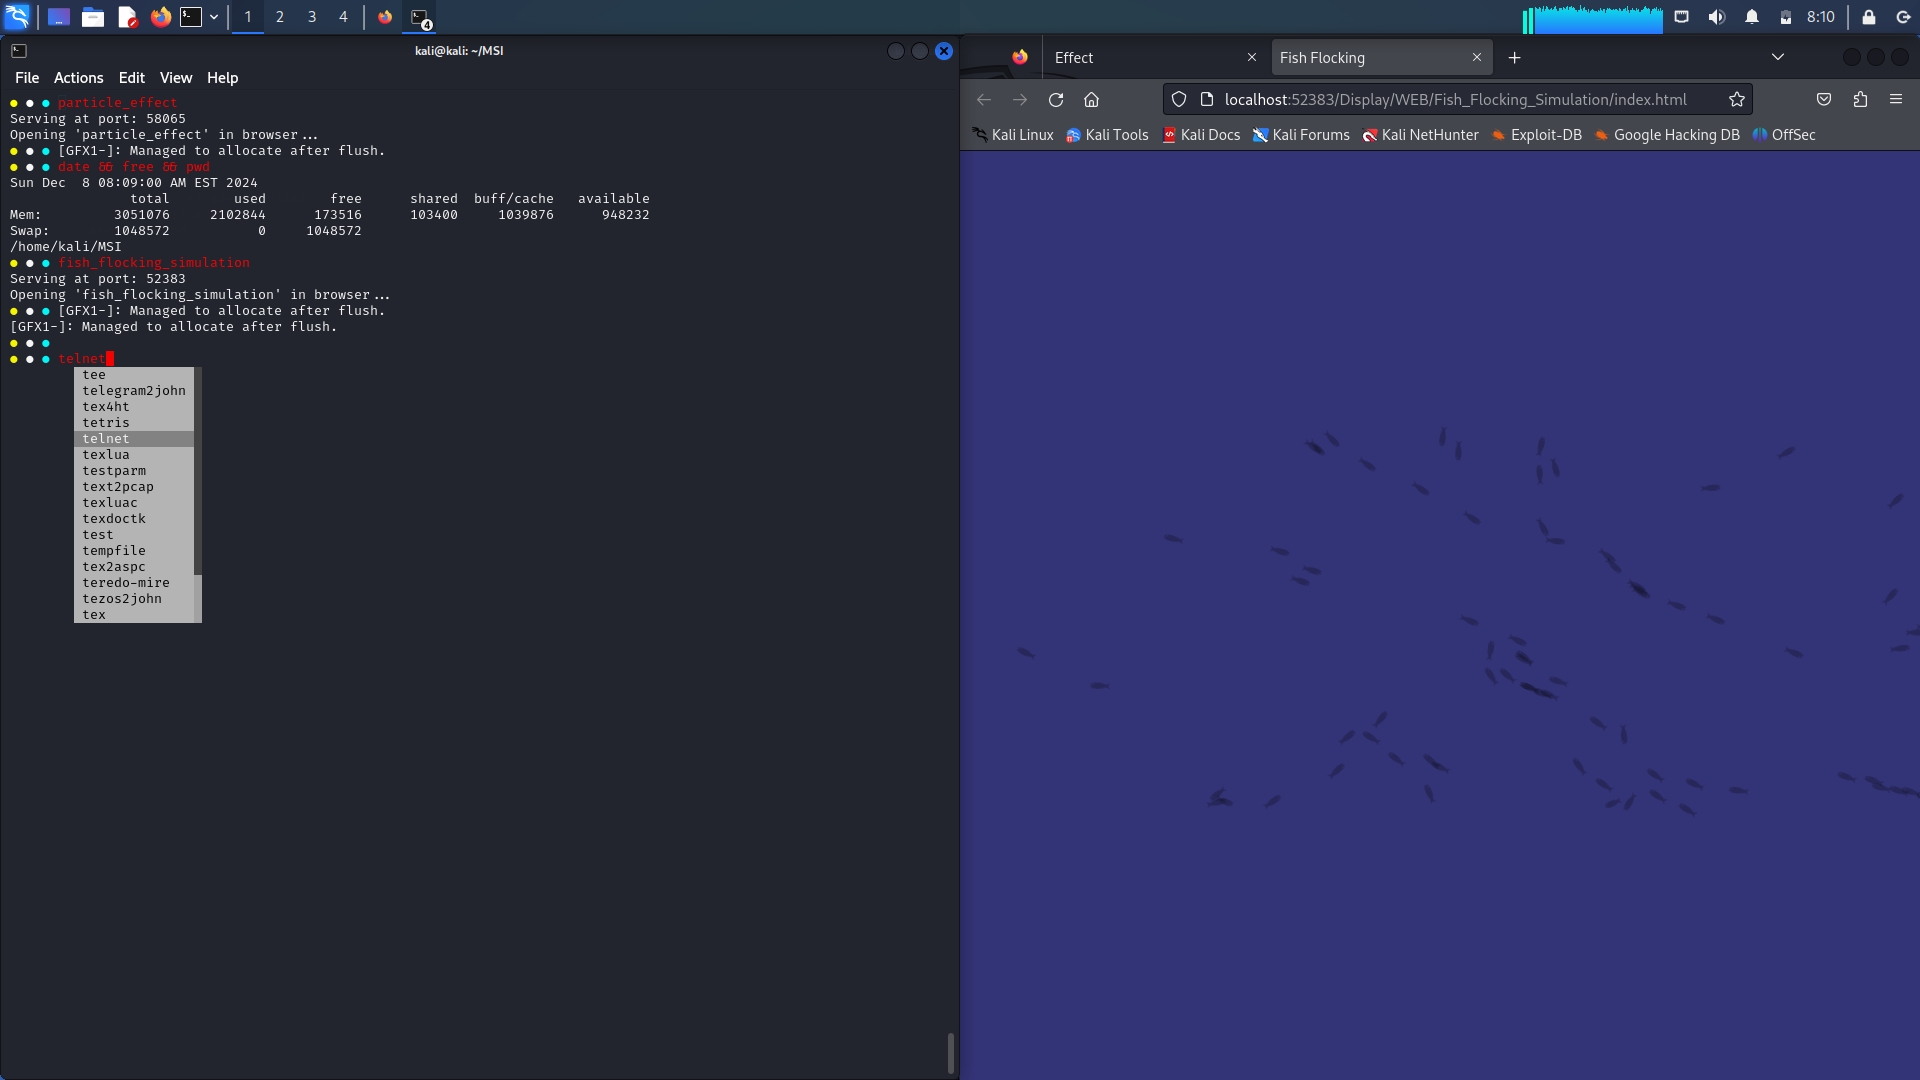 1 2 3 4
4
8:10
kali@kali: ~/MSI
File Actions Edit View Help
particle_effect
Serving at port: 58065
Opening 'particle_effect' in browser...
[GFX1-]: Managed to allocate after flush.
date && free && pwd
Sun Dec  8 08:09:00 AM EST 2024
total used free shared buff/cache available
Mem: 3051076 2102844 173516 103400 1039876 948232
Swap: 1048572 0 1048572
/home/kali/MSI
fish_flocking_simulation
Serving at port: 52383
Opening 'fish_flocking_simulation' in browser...
[GFX1-]: Managed to allocate after flush.
[GFX1-]: Managed to allocate after flush.
telnet
tee
telegram2john
tex4ht
tetris
telnet
texlua
testparm
text2pcap
texluac
texdoctk
test
tempfile
tex2aspc
teredo-mire
tezos2john
tex
Effect
Fish Flocking
localhost:52383/Display/WEB/Fish_Flocking_Simulation/index.html
Kali Linux Kali Tools Kali Docs Kali Forums Kali NetHunter Exploit-DB Google Hacking DB OffSec